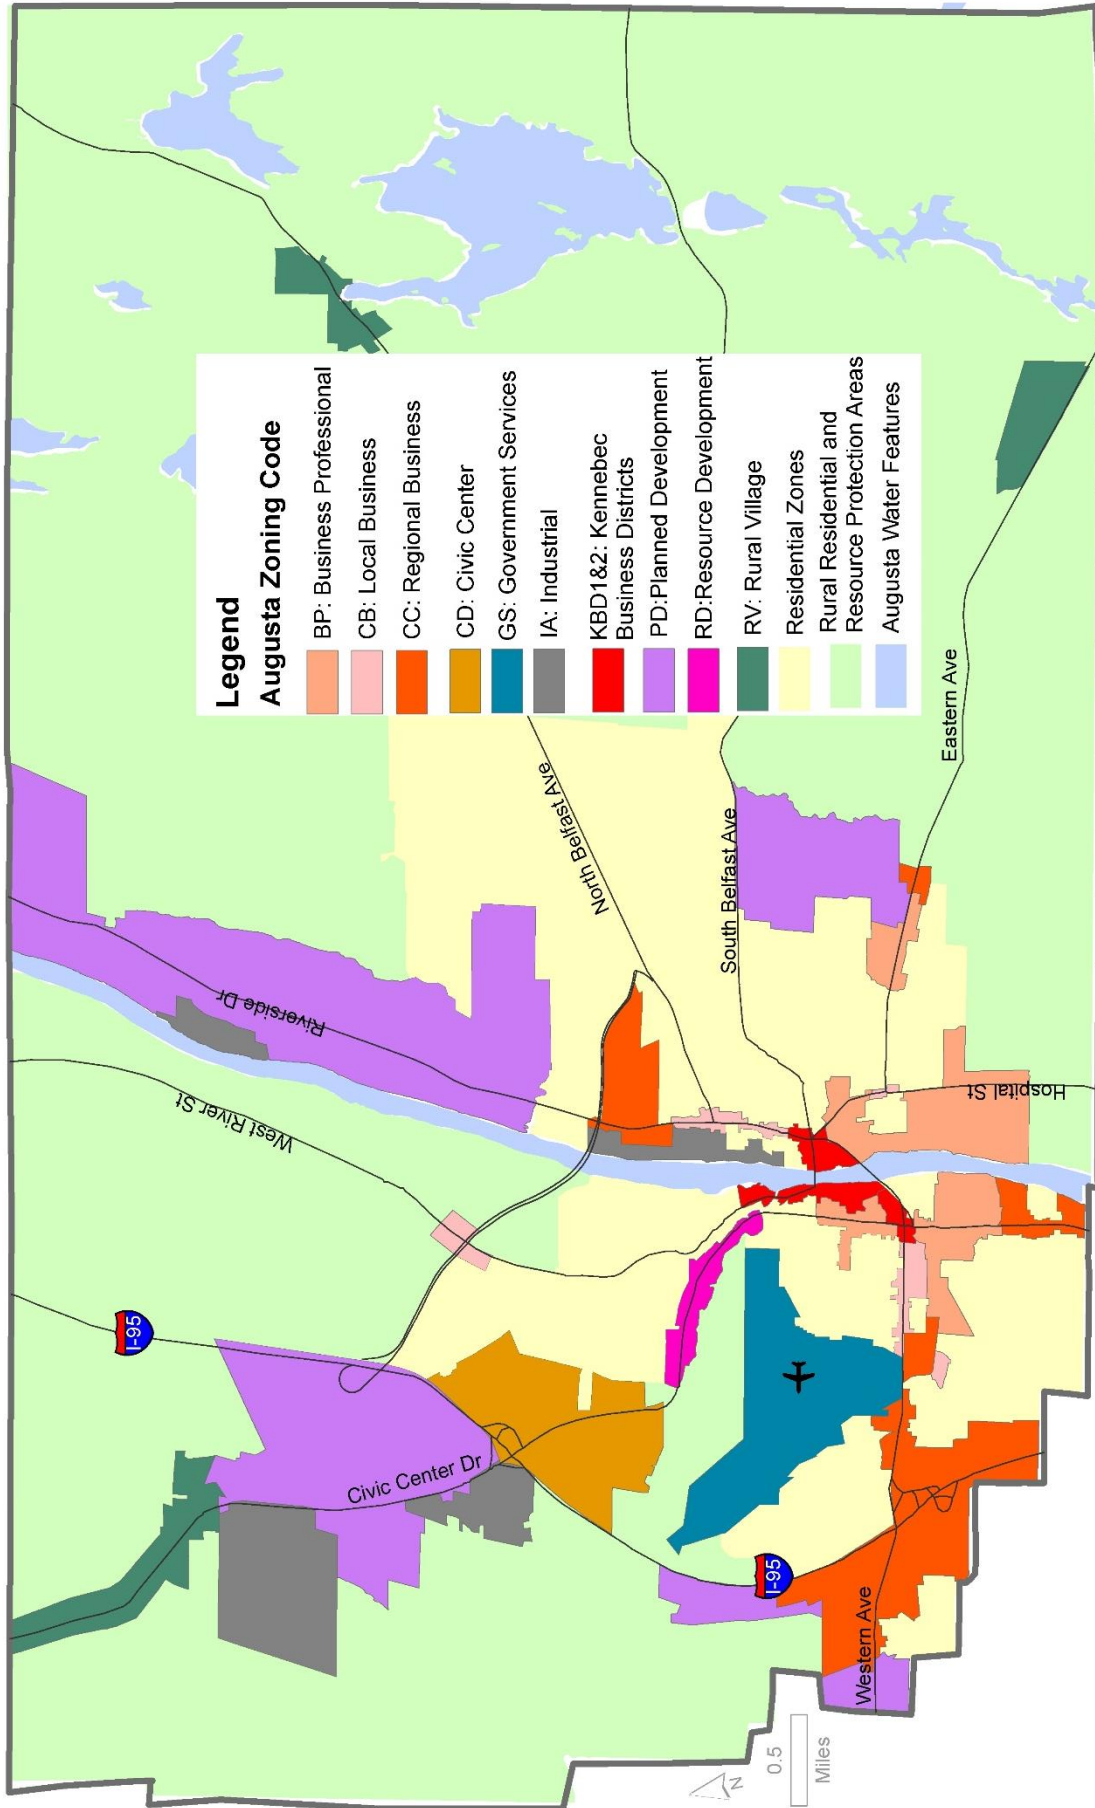 Legend
Augusta Zoning Code
BP: Business Professional
CB: Local Business
CC: Regional Business
CD: Civic Center
GS: Government Services
IA: Industrial
KBD1&2: Kennebec
Business Districts
PD:Planned Development
RD:Resource Development
RV: Rural Village
Residential Zones
Rural Residential and
Resource Protection Areas
Augusta Water Features
I-95
Civic Center Dr
West River St
Riverside Dr
North Belfast Ave
South Belfast Ave
Eastern Ave
Hospital St
I-95
Western Ave
N
0.5
Miles